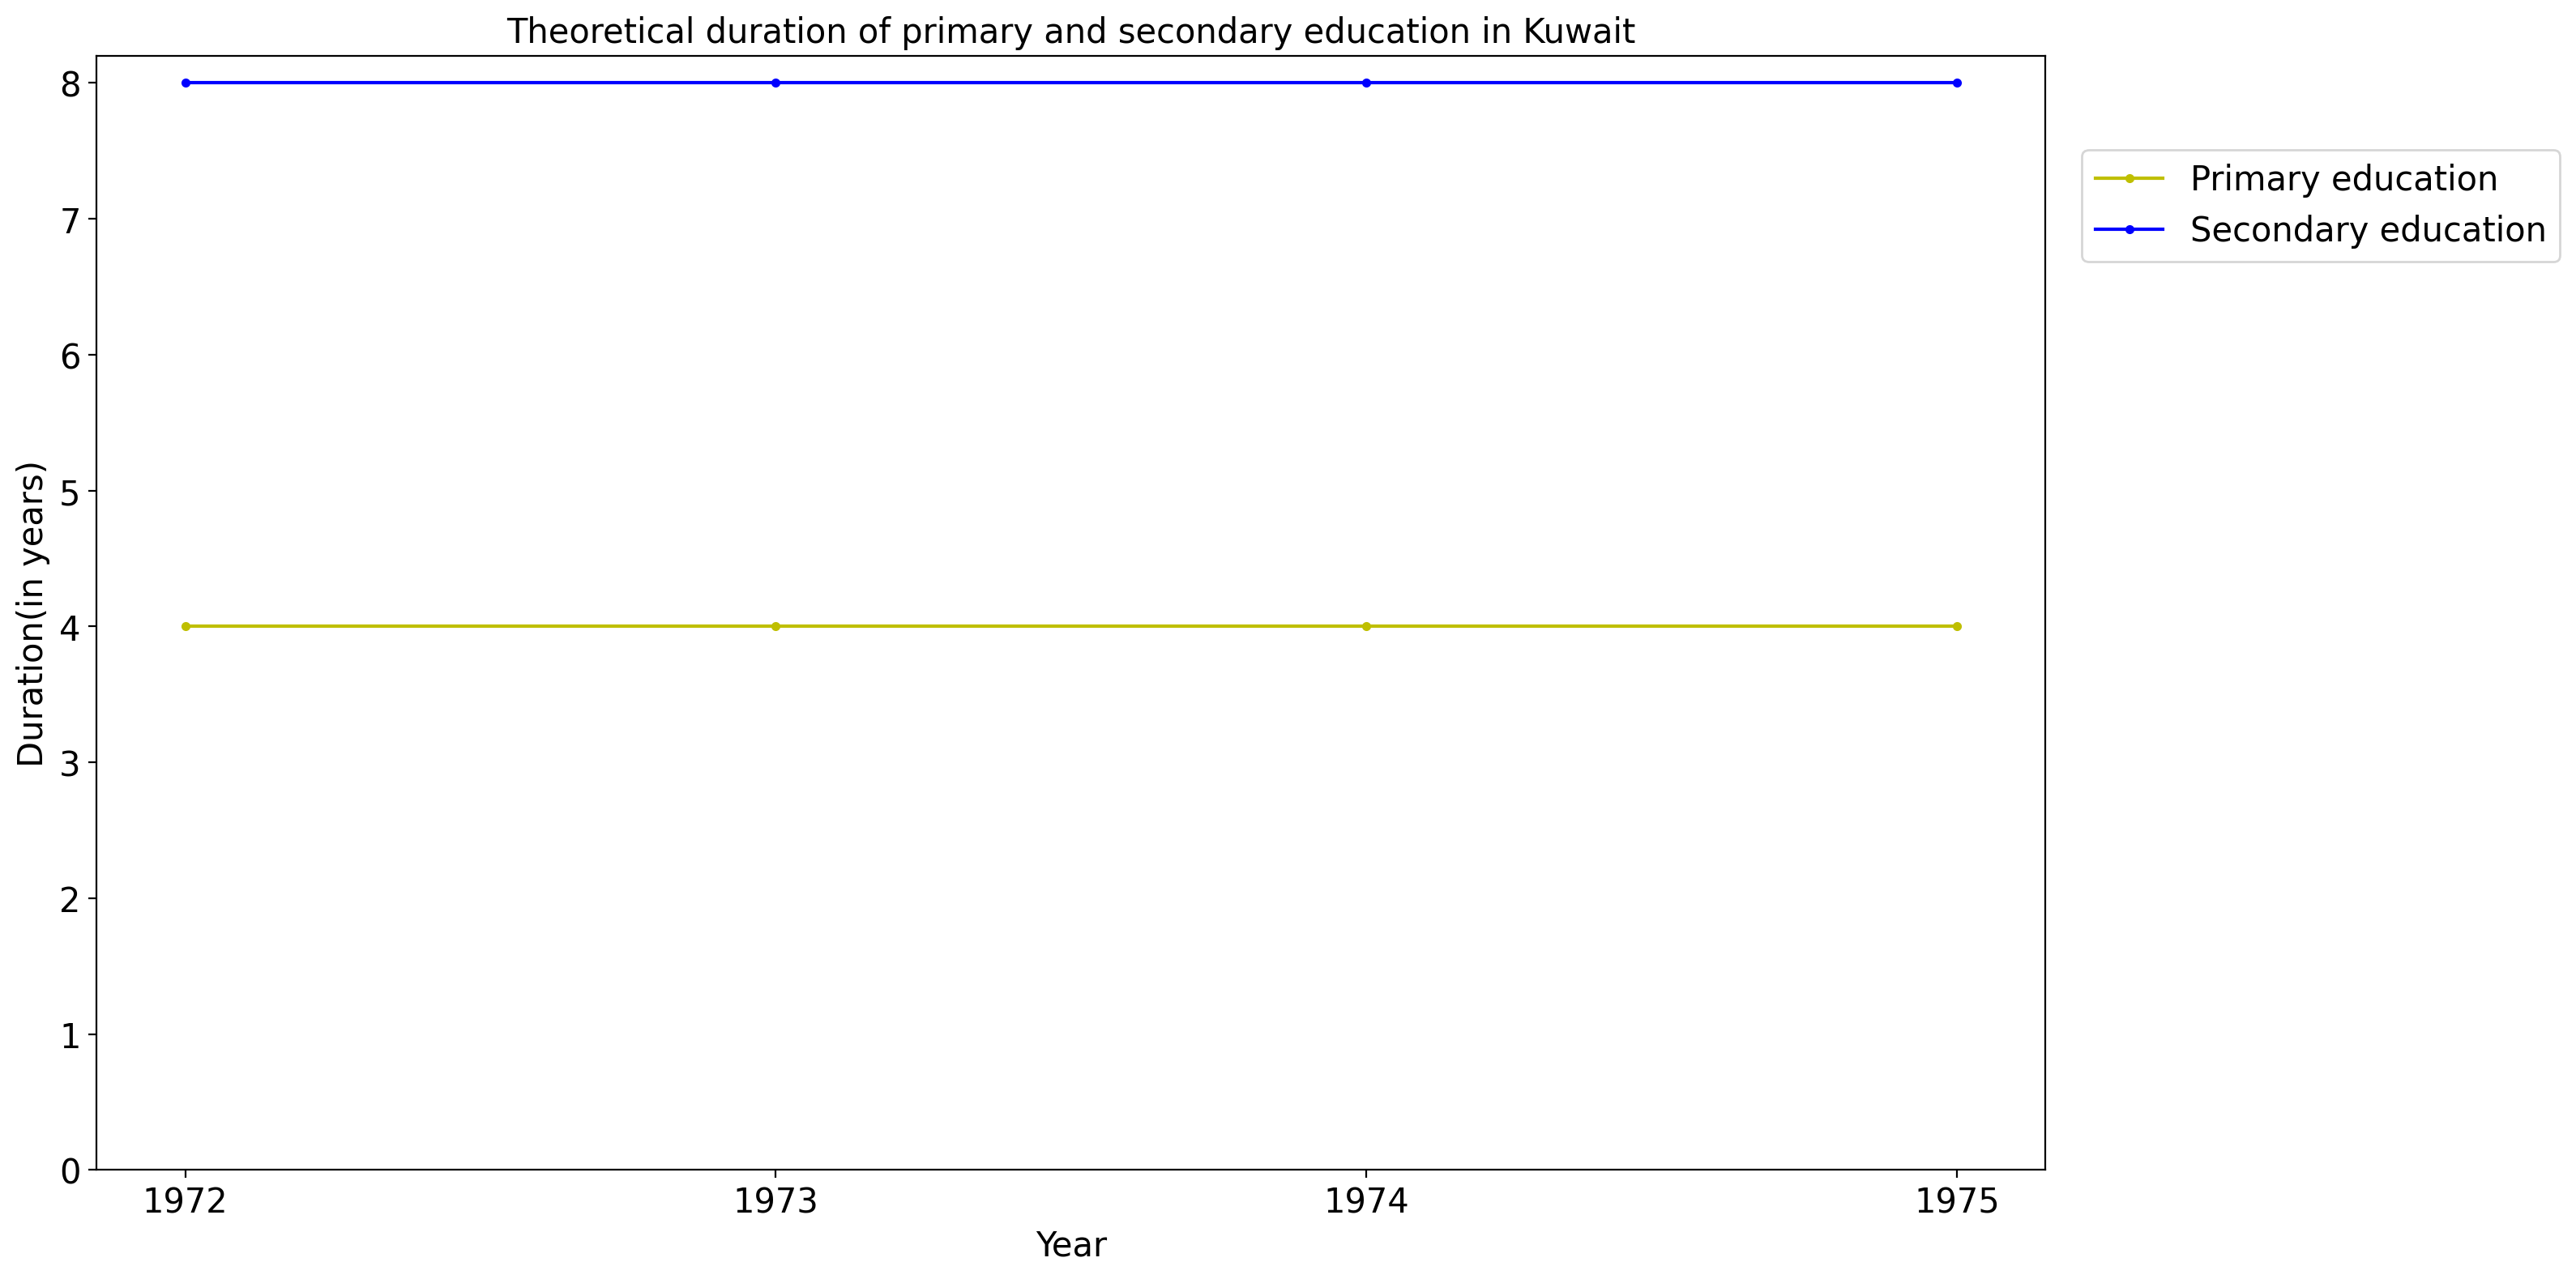 Theoretical duration of primary and secondary education in Kuwait
8
7
6
5
4
3
2
1
0
Duration(in years)
1972 1973 1974 1975
Year
Primary education
Secondary education